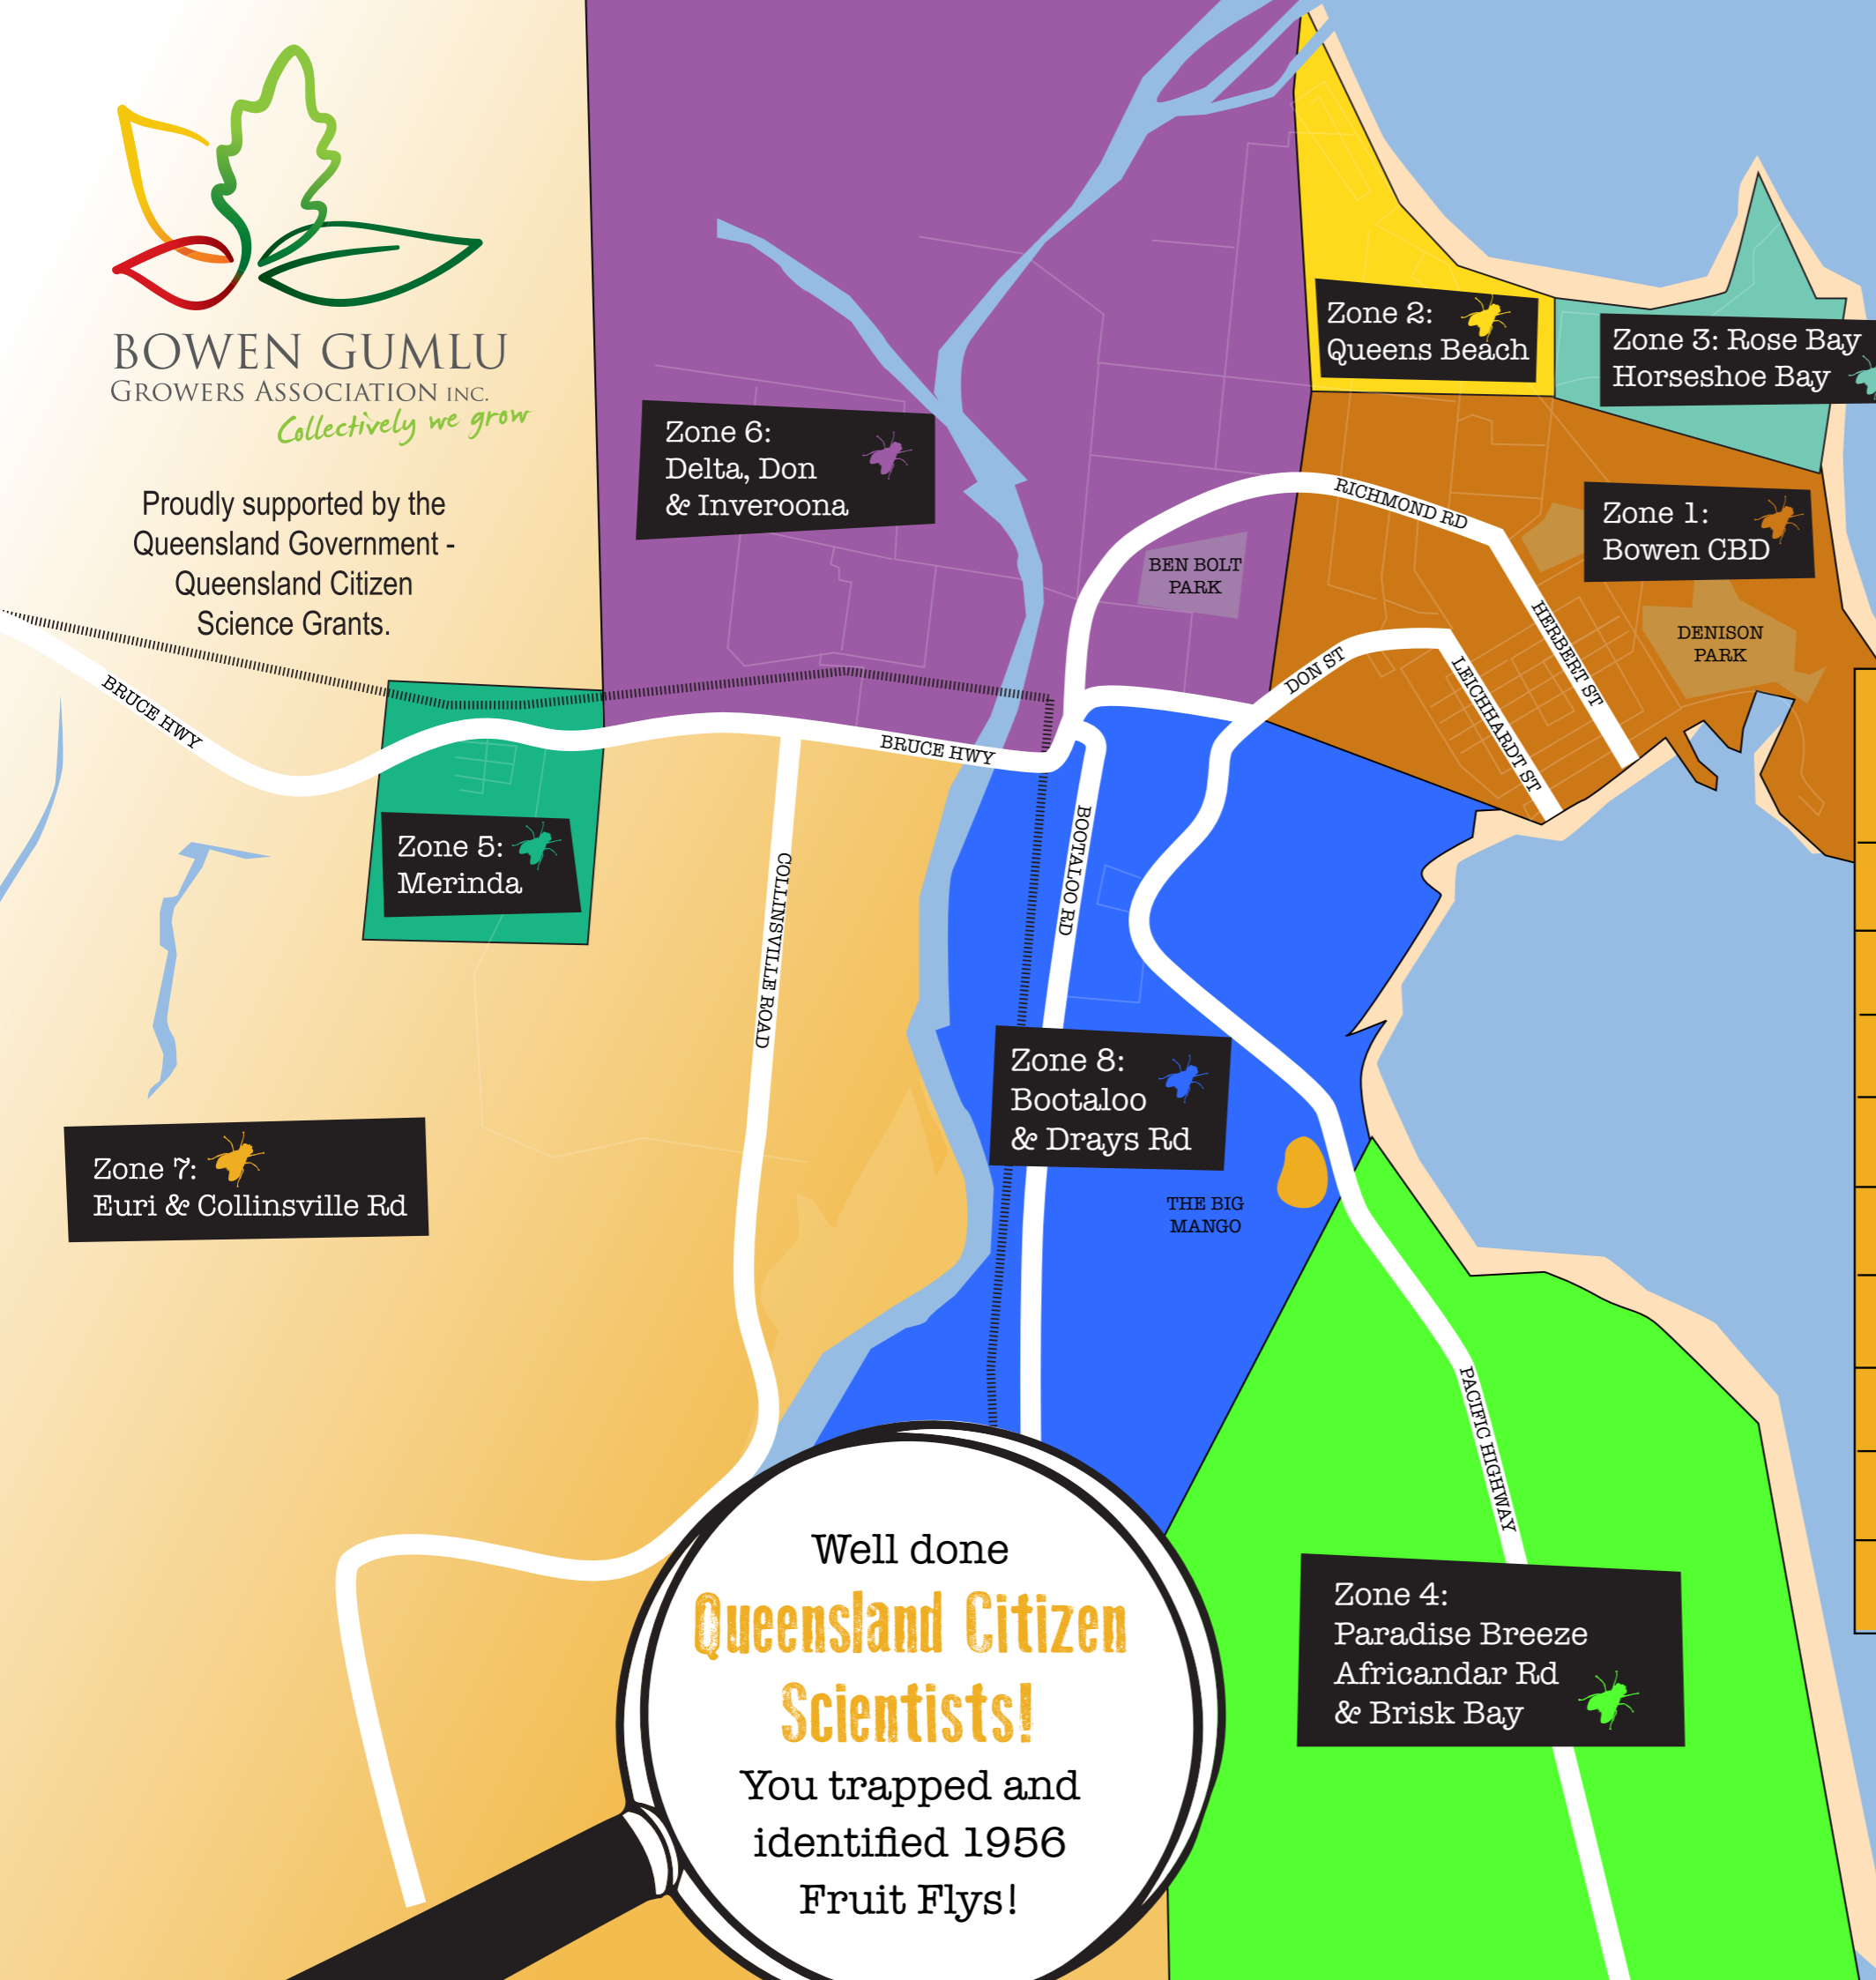 BOWEN GUMLU
GROWERS ASSOCIATION INC.
Collectively we grow
Proudly supported by the
Queensland Government -
Queensland Citizen
Science Grants.
Zone 2:
Queens Beach
Zone 3: Rose Bay
Horseshoe Bay
Zone 6:
Delta, Don
& Inveroona
RICHMOND RD
Zone 1:
Bowen CBD
BEN BOLT
PARK
HERBERT ST
DENISON
PARK
DON ST
LEICHHARDT ST
BRUCE HWY
BRUCE HWY
Zone 5:
Merinda
COLLINSVILLE ROAD
BOOTALOO RD
Zone 8:
Bootaloo
& Drays Rd
Zone 7:
Euri & Collinsville Rd
THE BIG
MANGO
PACIFIC HIGHWAY
Zone 4:
Paradise Breeze
Africandar Rd
& Brisk Bay
Well done
Queensland Citizen
Scientists!
You trapped and
identified 1956
Fruit Flys!